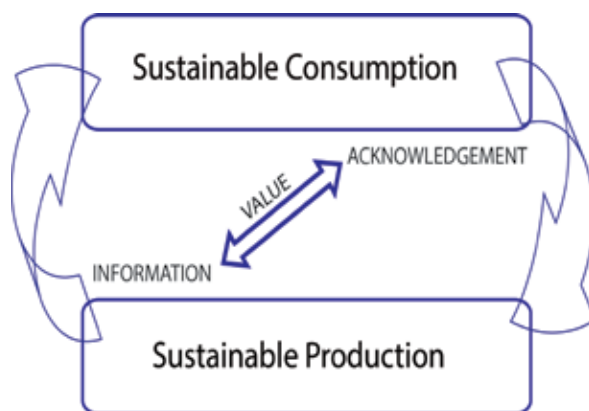 Sustainable Consumption
ACKNOWLEDGEMENT
VALUE
INFORMATION
Sustainable Production